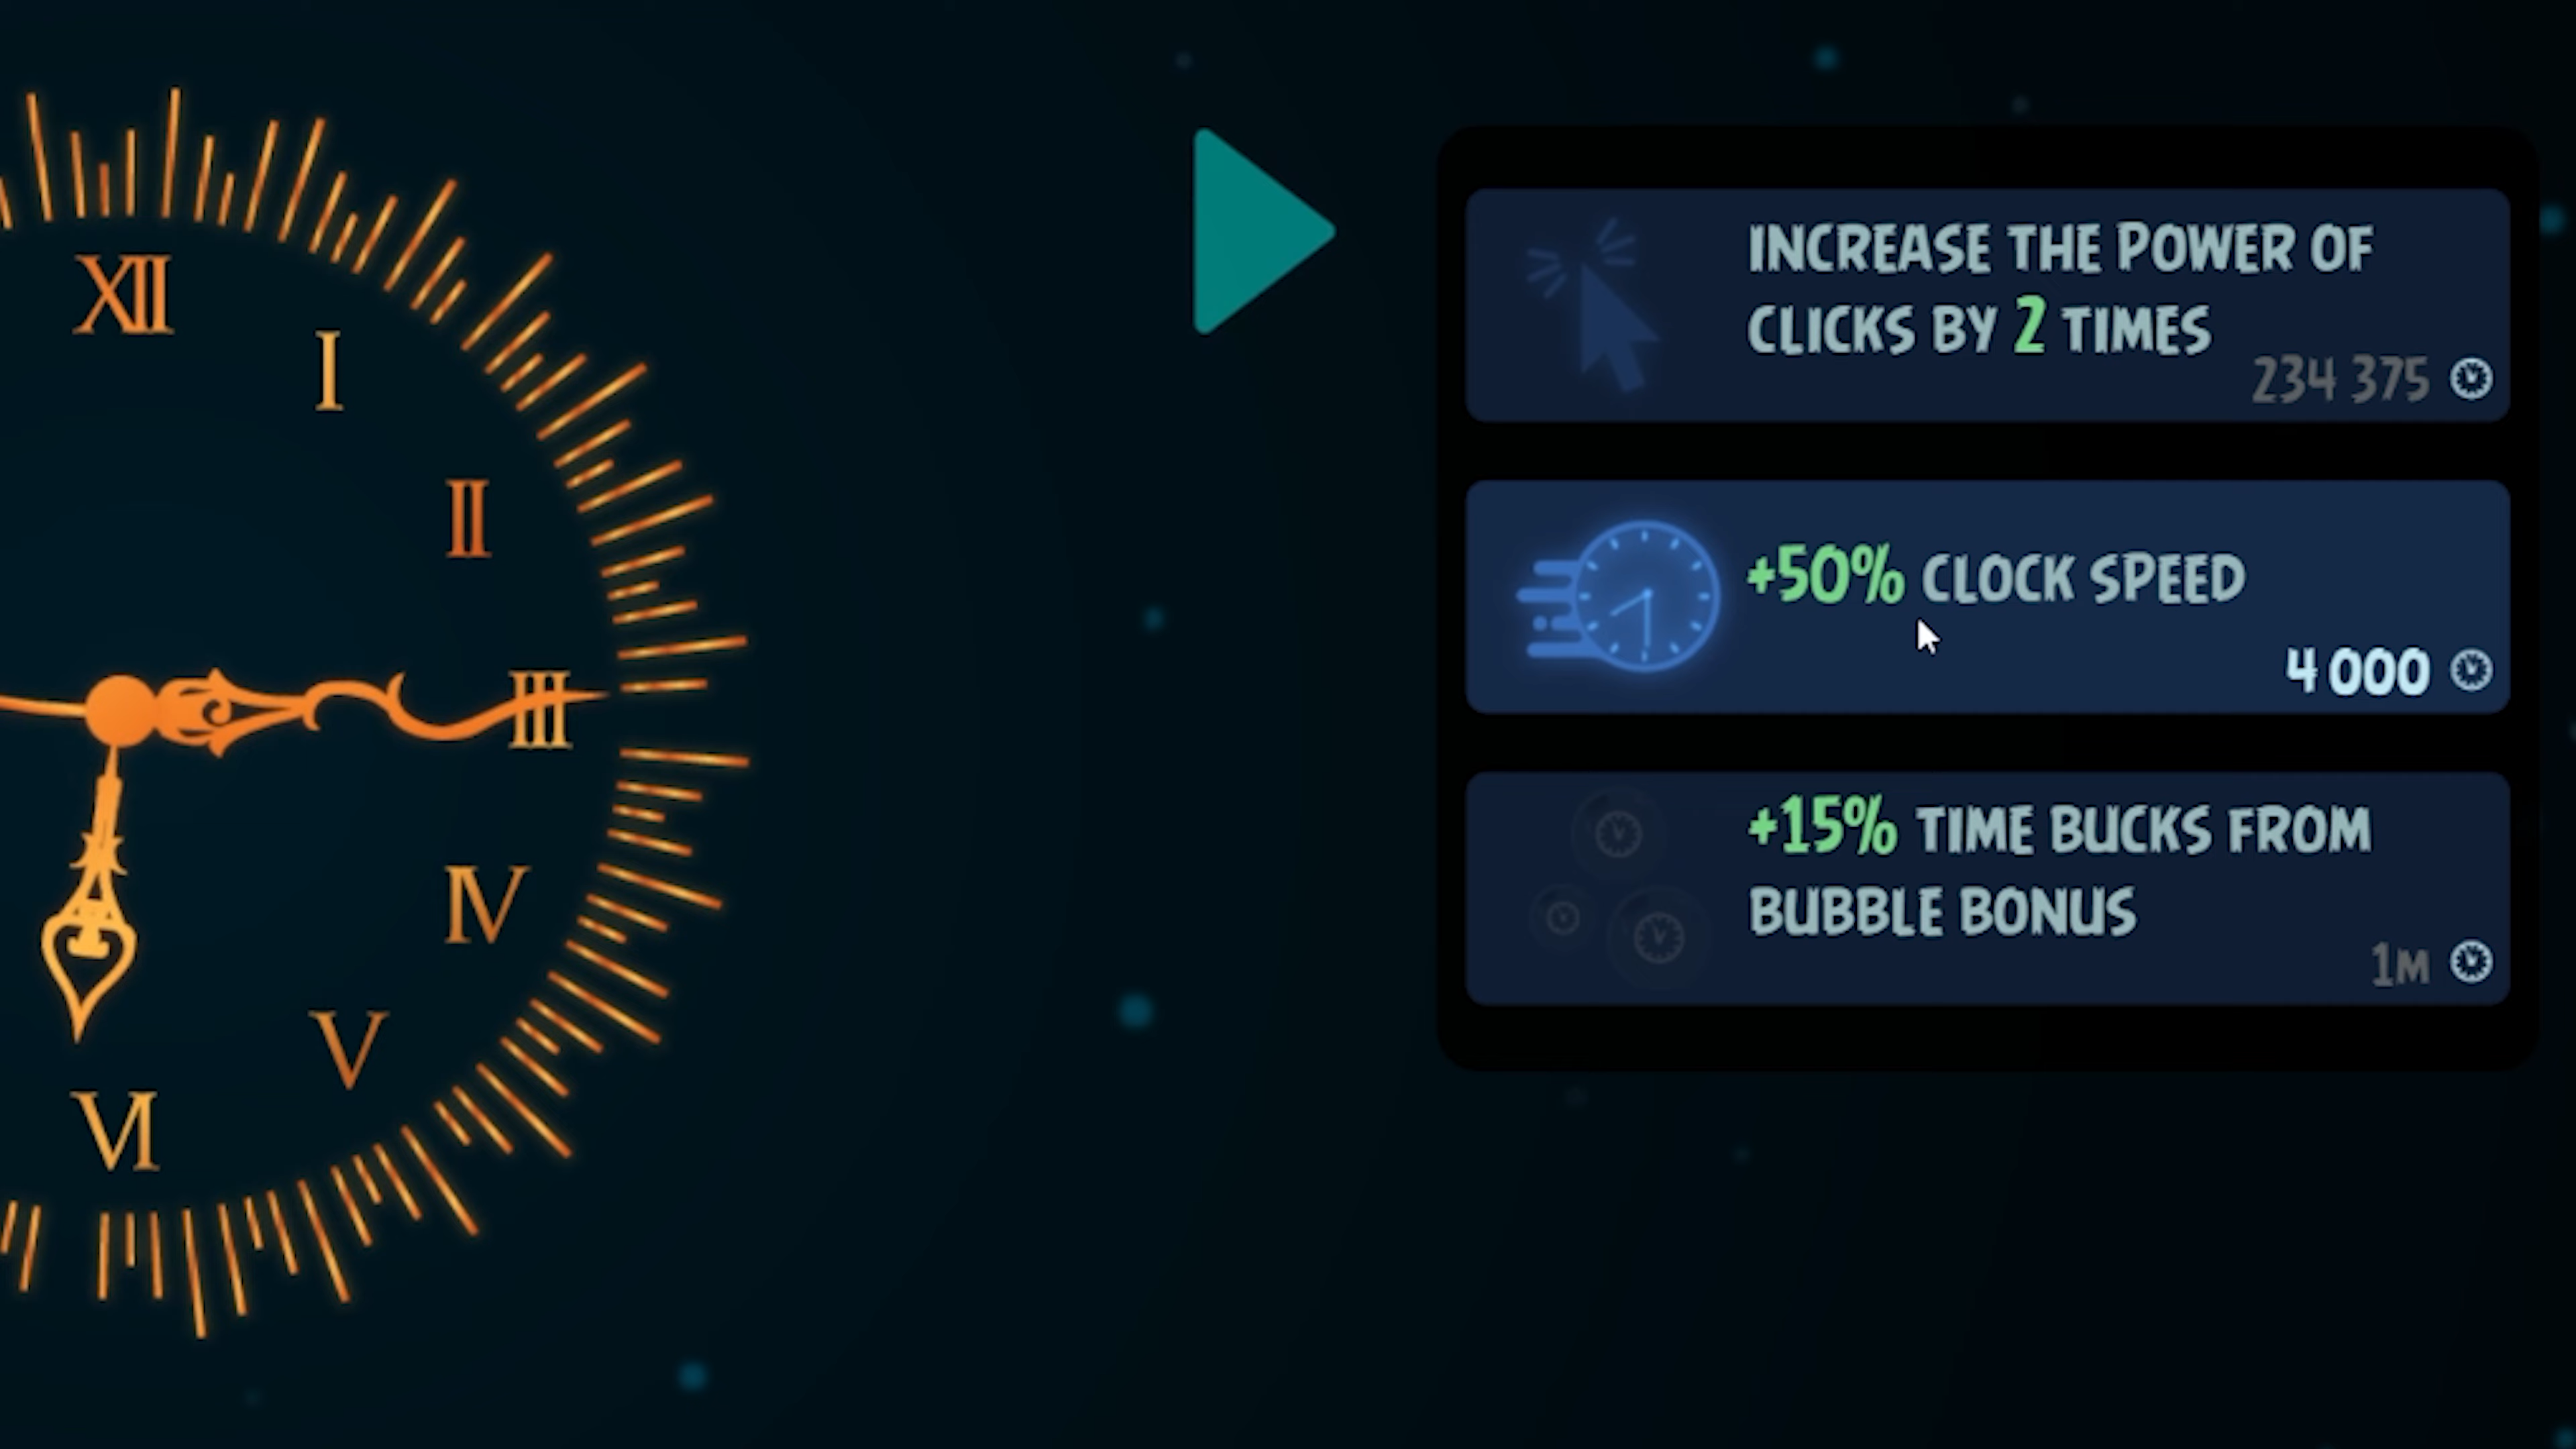 XII
I
II
III
IV
V
VI
INCREASE THE POWER OF
CLICKS BY 2 TIMES
234 375
+50% CLOCK SPEED
4 000
+15% TIME BUCKS FROM
BUBBLE BONUS
1M